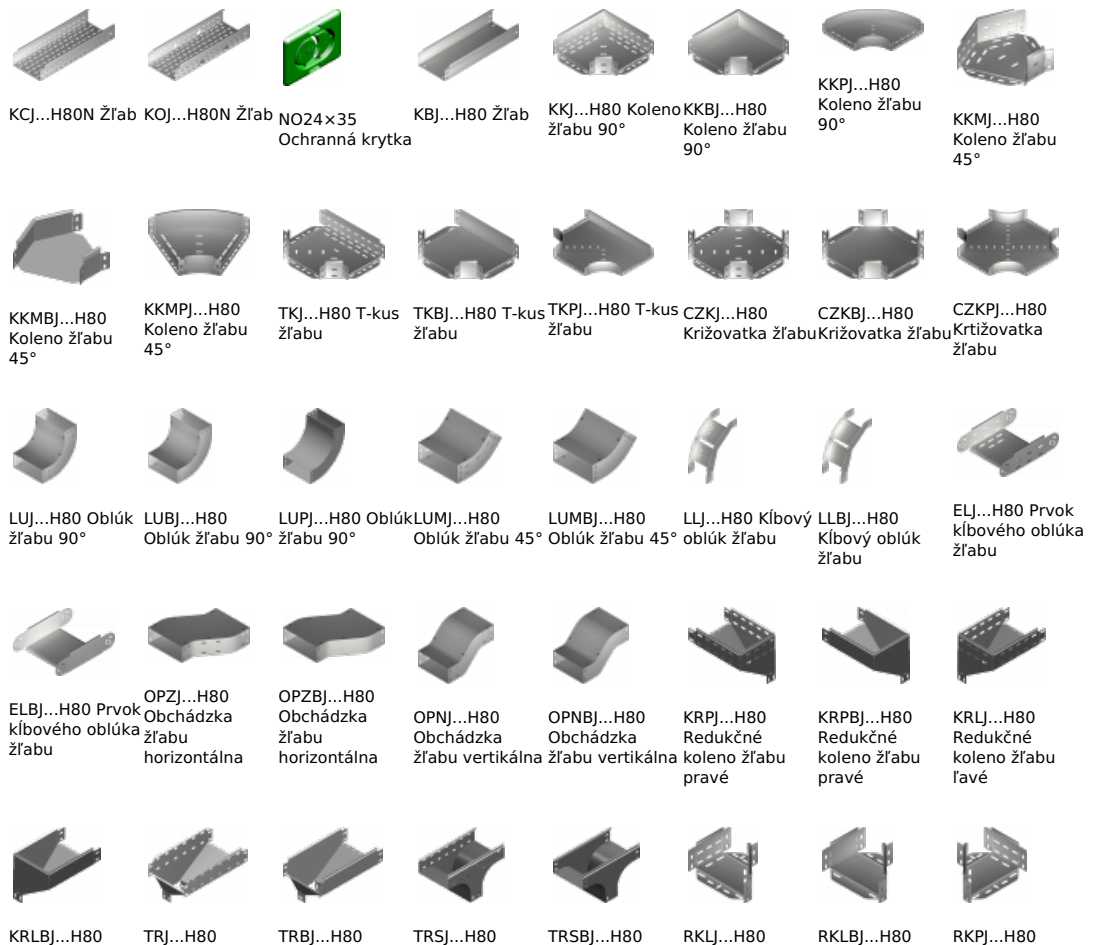 KCJ...H80N Žľab
KOJ...H80N Žľab
NO24×35
Ochranná krytka
KBJ...H80 Žľab
KKJ...H80 Koleno
žľabu 90°
KKBJ...H80
Koleno žľabu
90°
KKPJ...H80
Koleno žľabu
90°
KKMJ...H80
Koleno žľabu
45°
KKMBJ...H80
Koleno žľabu
45°
KKMPJ...H80
Koleno žľabu
45°
TKJ...H80 T-kus
žľabu
TKBJ...H80 T-kus
žľabu
TKPJ...H80 T-kus
žľabu
CZKJ...H80
Križovatka žľabu
CZKBJ...H80
Križovatka žľabu
CZKPJ...H80
Krtižovatka
žľabu
LUJ...H80 Oblúk
žľabu 90°
LUBJ...H80
Oblúk žľabu 90°
LUPJ...H80 Oblúk
žľabu 90°
LUMJ...H80
Oblúk žľabu 45°
LUMBJ...H80
Oblúk žľabu 45°
LLJ...H80 Kĺbový
oblúk žľabu
LLBJ...H80
Kĺbový oblúk
žľabu
ELJ...H80 Prvok
kĺbového oblúka
žľabu
ELBJ...H80 Prvok
kĺbového oblúka
žľabu
OPZJ...H80
Obchádzka
žľabu
horizontálna
OPZBJ...H80
Obchádzka
žľabu
horizontálna
OPNJ...H80
Obchádzka
žľabu vertikálna
OPNBJ...H80
Obchádzka
žľabu vertikálna
KRPJ...H80
Redukčné
koleno žľabu
pravé
KRPBJ...H80
Redukčné
koleno žľabu
pravé
KRLJ...H80
Redukčné
koleno žľabu
ľavé
KRLBJ...H80
TRJ...H80
TRBJ...H80
TRSJ...H80
TRSBJ...H80
RKLJ...H80
RKLBJ...H80
RKPJ...H80